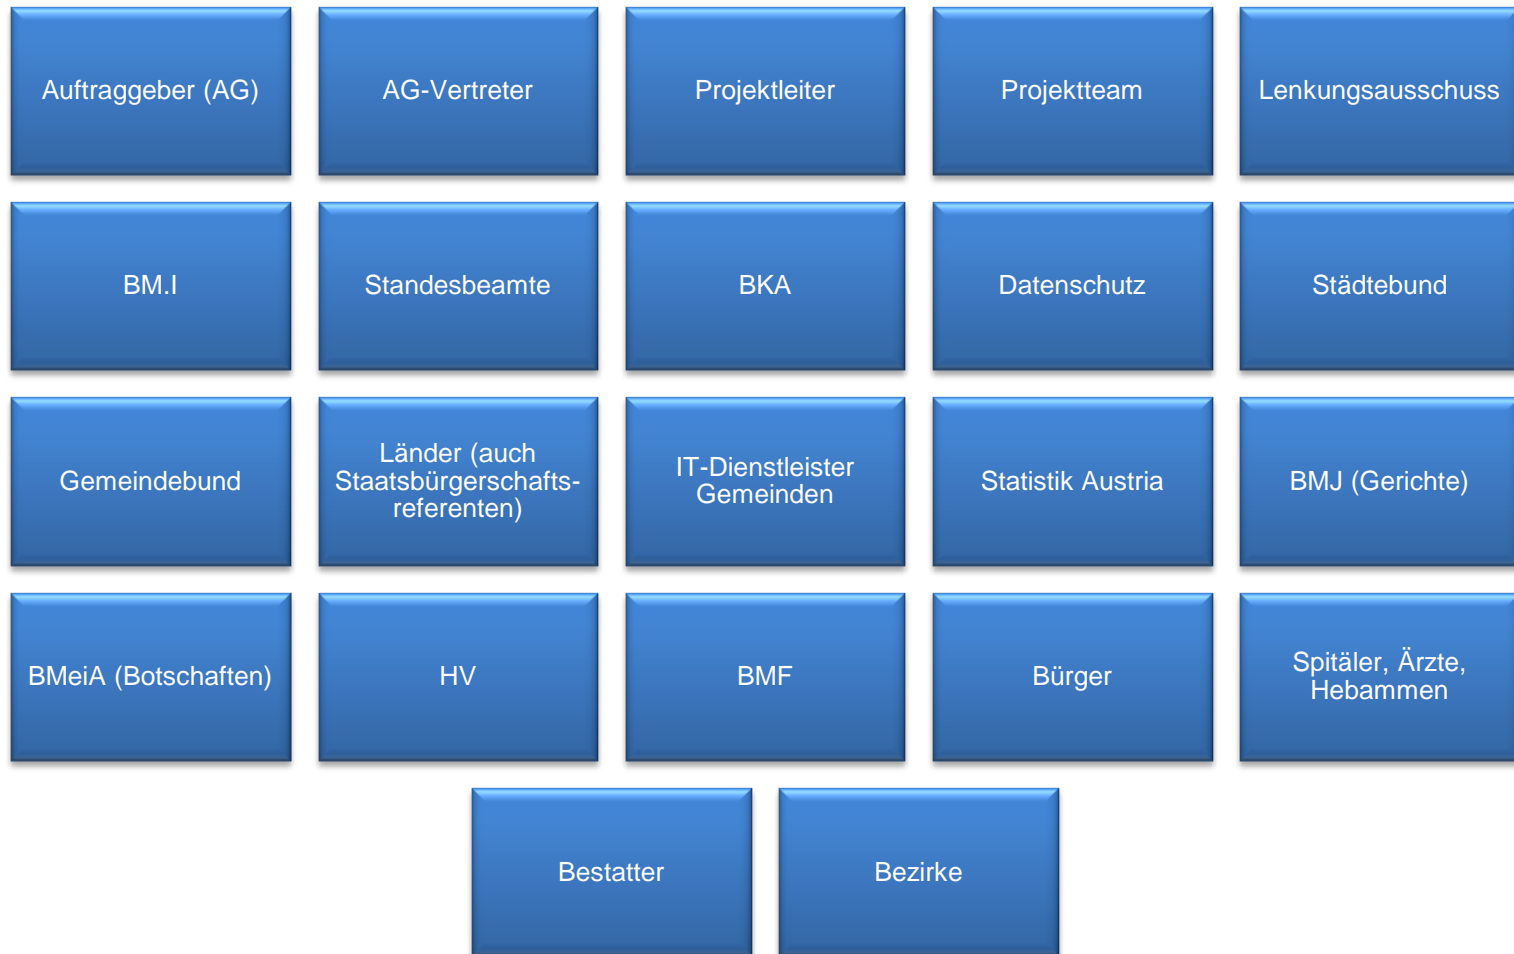 Auftraggeber (AG)
AG-Vertreter
Projektleiter
Projektteam
Lenkungsausschuss
BM.I
Standesbeamte
BKA
Datenschutz
Städtebund
Gemeindebund
Länder (auch
Staatsbürgerschafts-
referenten)
IT-Dienstleister
Gemeinden
Statistik Austria
BMJ (Gerichte)
BMeiA (Botschaften)
HV
BMF
Bürger
Spitäler, Ärzte,
Hebammen
Bestatter
Bezirke